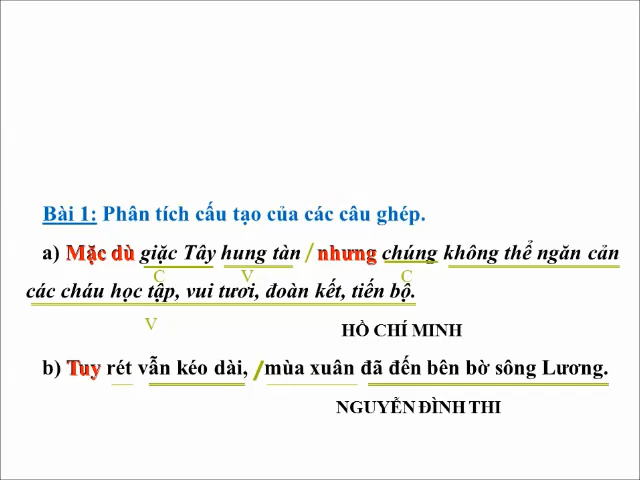 Bài 1: Phân tích cấu tạo của các câu ghép.
a) Mặc dù giặc Tây hung tàn / nhưng chúng không thể ngăn cản
C V C
các cháu học tập, vui tươi, đoàn kết, tiến bộ.
V
HỒ CHÍ MINH
b) Tuy rét vẫn kéo dài, / mùa xuân đã đến bên bờ sông Lương.
NGUYỄN ĐÌNH THI